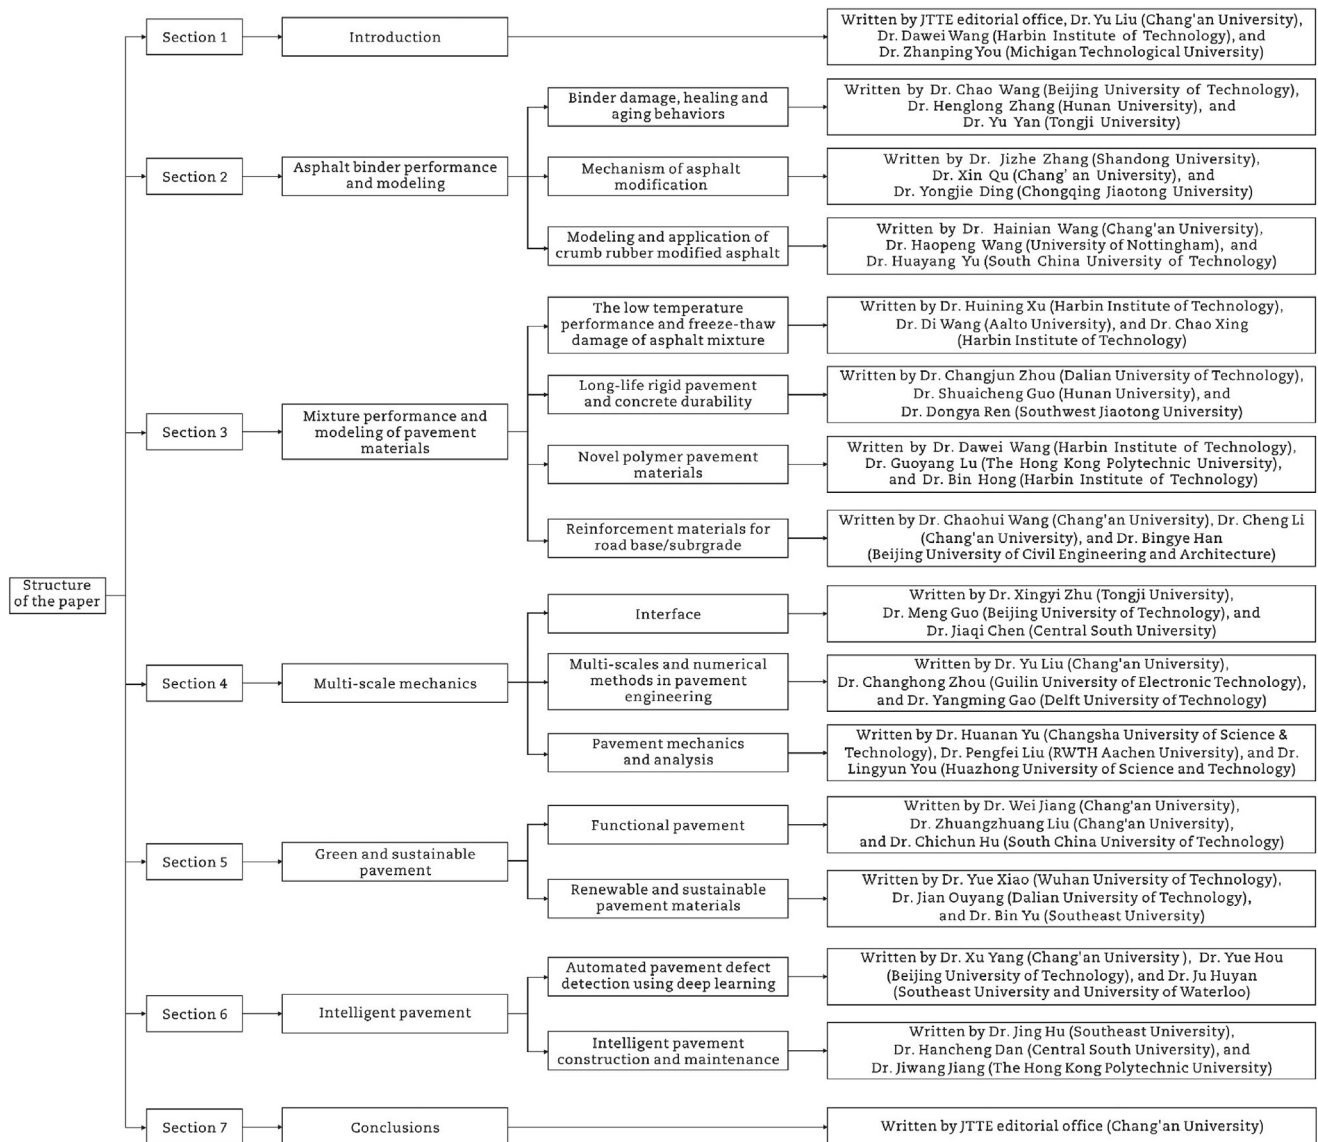 Section 1
Introduction
Written by JTTE editorial office, Dr. Yu Liu (Chang'an University),
Dr. Dawei Wang (Harbin Institute of Technology), and
Dr. Zhanping You (Michigan Technological University)
Section 2
Asphalt binder performance
and modeling
Binder damage, healing and
aging behaviors
Written by Dr. Chao Wang (Beijing University of Technology),
Dr. Henglong Zhang (Hunan University), and
Dr. Yu Yan (Tongji University)
Mechanism of asphalt
modification
Written by Dr. Jizhe Zhang (Shandong University),
Dr. Xin Qu (Chang' an University), and
Dr. Yongjie Ding (Chongqing Jiaotong University)
Modeling and application of
crumb rubber modified asphalt
Written by Dr. Hainian Wang (Chang'an University),
Dr. Haopeng Wang (University of Nottingham), and
Dr. Huayang Yu (South China University of Technology)
Section 3
Mixture performance and
modeling of pavement
materials
The low temperature
performance and freeze-thaw
damage of asphalt mixture
Written by Dr. Huining Xu (Harbin Institute of Technology),
Dr. Di Wang (Aalto University), and Dr. Chao Xing
(Harbin Institute of Technology)
Long-life rigid pavement
and concrete durability
Written by Dr. Changjun Zhou (Dalian University of Technology),
Dr. Shuaicheng Guo (Hunan University), and
Dr. Dongya Ren (Southwest Jiaotong University)
Novel polymer pavement
materials
Written by Dr. Dawei Wang (Harbin Institute of Technology),
Dr. Guoyang Lu (The Hong Kong Polytechnic University),
and Dr. Bin Hong (Harbin Institute of Technology)
Reinforcement materials for
road base/subrgrade
Written by Dr. Chaohui Wang (Chang'an University), Dr. Cheng Li
(Chang'an University), and Dr. Bingye Han
(Beijing University of Civil Engineering and Architecture)
Structure
of the paper
Section 4
Multi-scale mechanics
Interface
Written by Dr. Xingyi Zhu (Tongji University),
Dr. Meng Guo (Beijing University of Technology), and
Dr. Jiaqi Chen (Central South University)
Multi-scales and numerical
methods in pavement
engineering
Written by Dr. Yu Liu (Chang'an University),
Dr. Changhong Zhou (Guilin University of Electronic Technology),
and Dr. Yangming Gao (Delft University of Technology)
Pavement mechanics
and analysis
Written by Dr. Huanan Yu (Changsha University of Science &
Technology), Dr. Pengfei Liu (RWTH Aachen University), and Dr.
Lingyun You (Huazhong University of Science and Technology)
Section 5
Green and sustainable
pavement
Functional pavement
Written by Dr. Wei Jiang (Chang'an University),
Dr. Zhuangzhuang Liu (Chang'an University),
and Dr. Chichun Hu (South China University of Technology)
Renewable and sustainable
pavement materials
Written by Dr. Yue Xiao (Wuhan University of Technology),
Dr. Jian Ouyang (Dalian University of Technology),
and Dr. Bin Yu (Southeast University)
Section 6
Intelligent pavement
Automated pavement defect
detection using deep learning
Written by Dr. Xu Yang (Chang'an University ), Dr. Yue Hou
(Beijing University of Technology), and Dr. Ju Huyan
(Southeast University and University of Waterloo)
Intelligent pavement
construction and maintenance
Written by Dr. Jing Hu (Southeast University),
Dr. Hancheng Dan (Central South University), and
Dr. Jiwang Jiang (The Hong Kong Polytechnic University)
Section 7
Conclusions
Written by JTTE editorial office (Chang'an University)